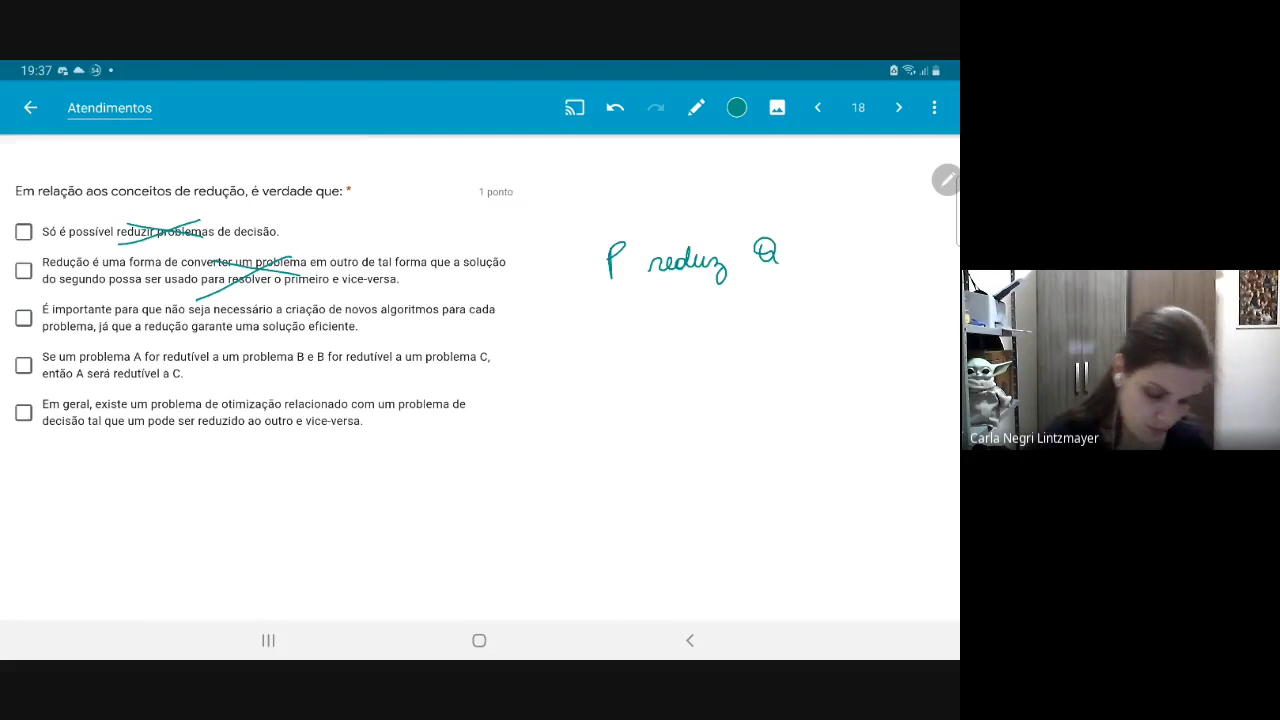 19:37
Atendimentos
18
Em relação aos conceitos de redução, é verdade que: *
1 ponto
Só é possível reduzir problemas de decisão.
Redução é uma forma de converter um problema em outro de tal forma que a solução
do segundo possa ser usado para resolver o primeiro e vice-versa.
É importante para que não seja necessário a criação de novos algoritmos para cada
problema, já que a redução garante uma solução eficiente.
Se um problema A for redutível a um problema B e B for redutível a um problema C,
então A será redutível a C.
Em geral, existe um problema de otimização relacionado com um problema de
decisão tal que um pode ser reduzido ao outro e vice-versa.
P reduz Q
Carla Negri Lintzmayer